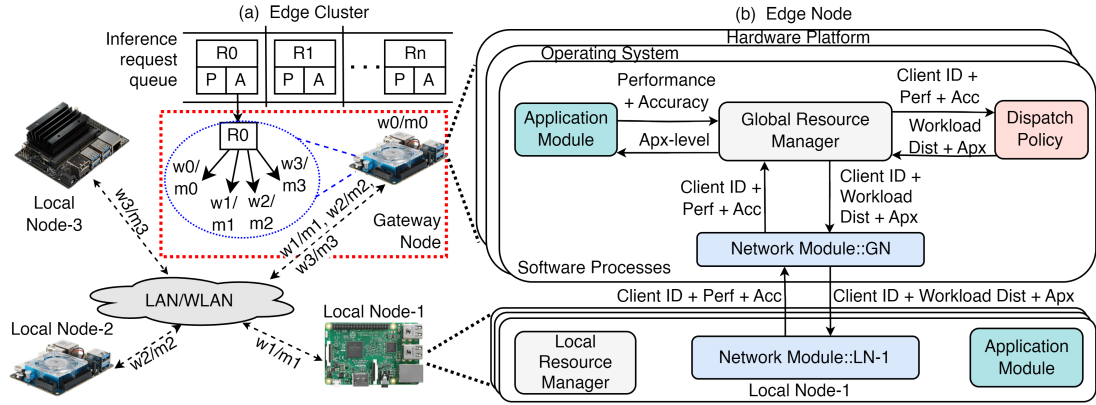 (a) Edge Cluster
Inference
request
queue
R0
R1
Rn
P
A
P
A
P
A
R0
w0/m0
w0/
m0
w1/
m1
w2/
m2
w3/
m3
Gateway
Node
Local
Node-3
w3/m3
w1/m1, w2/m2,
w3/m3
LAN/WLAN
Local Node-2
w2/m2
w1/m1
Local Node-1
(b) Edge Node
Hardware Platform
Operating System
Application
Module
Performance
+ Accuracy
Apx-level
Global Resource
Manager
Client ID +
Perf + Acc
Workload
Dist + Apx
Dispatch
Policy
Client ID +
Perf + Acc
Client ID +
Workload
Dist + Apx
Network Module::GN
Software Processes
Client ID + Perf + Acc
Client ID + Workload Dist + Apx
Local
Resource
Manager
Network Module::LN-1
Application
Module
Local Node-1